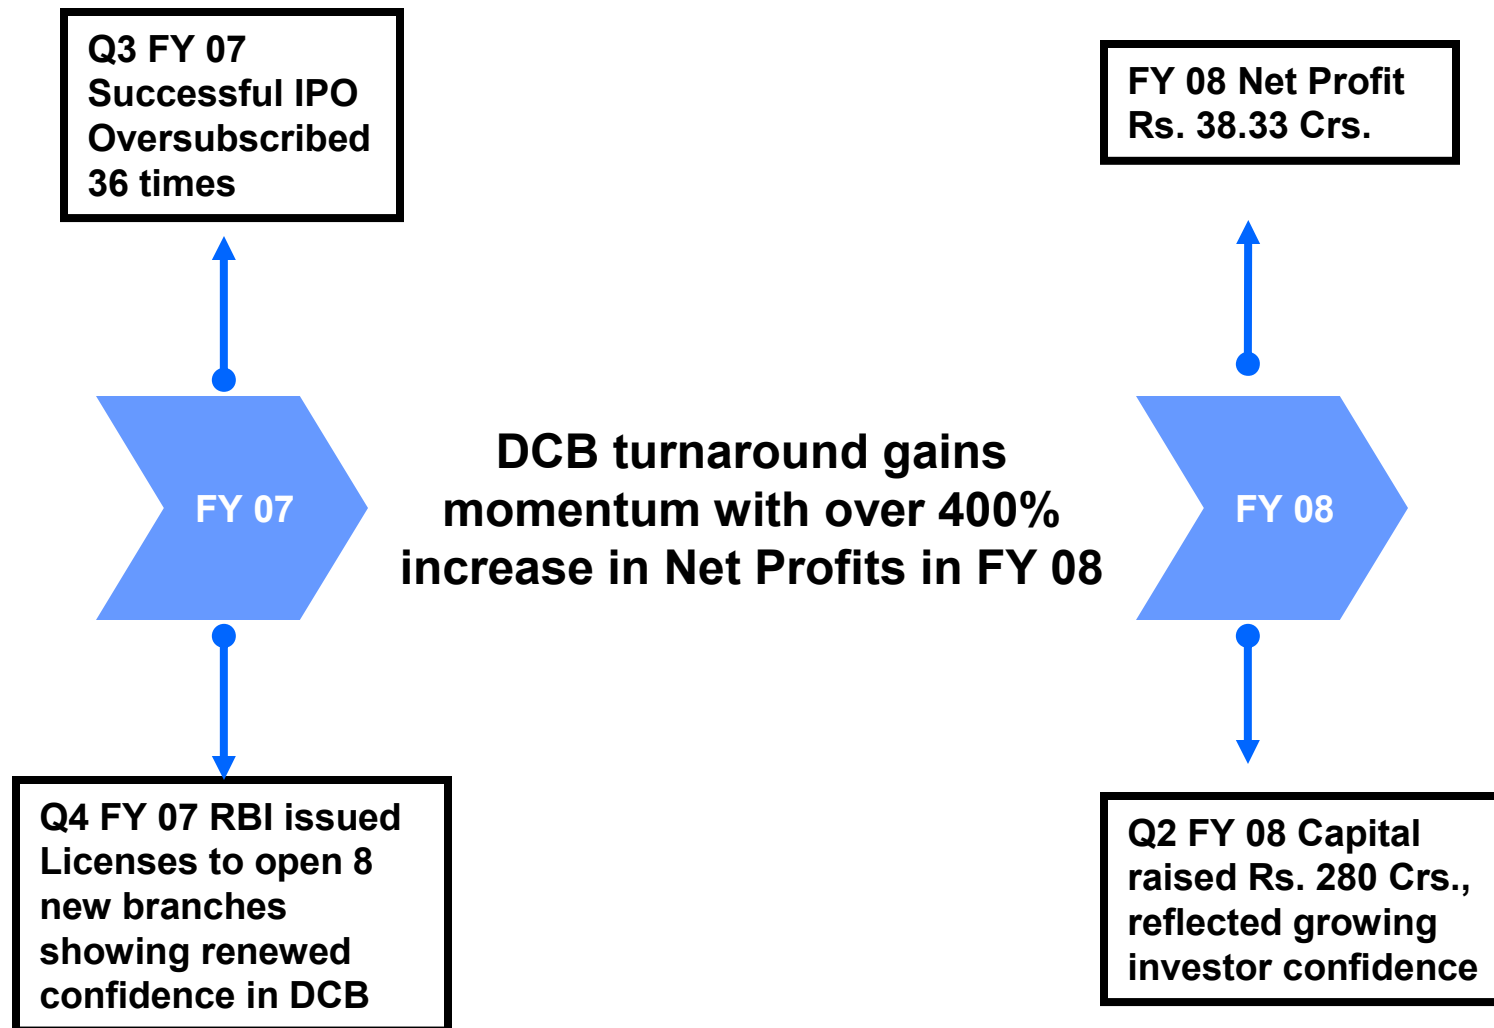 Q3 FY 07
Successful IPO
Oversubscribed
36 times
FY 08 Net Profit
Rs. 38.33 Crs.
FY 07
DCB turnaround gains
momentum with over 400%
increase in Net Profits in FY 08
FY 08
Q4 FY 07 RBI issued
Licenses to open 8
new branches
showing renewed
confidence in DCB
Q2 FY 08 Capital
raised Rs. 280 Crs.,
reflected growing
investor confidence